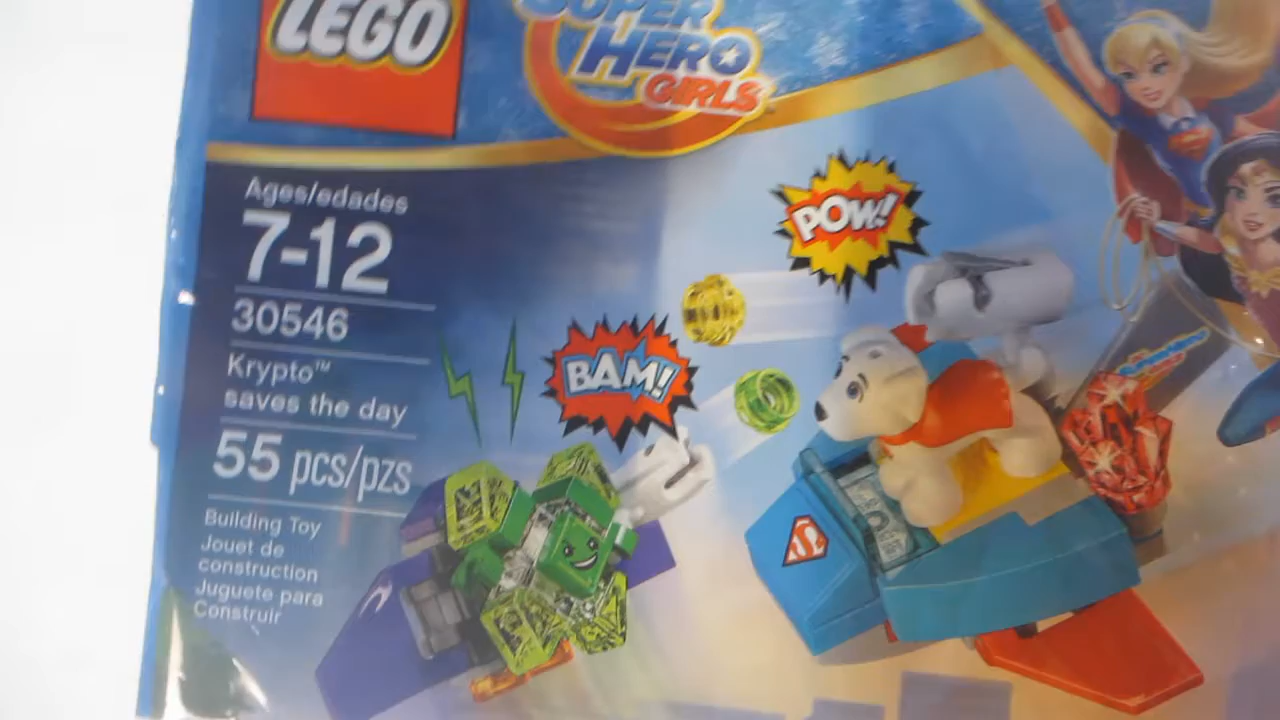 LEGO
SUPER
HERO
GIRLS
Ages/edades
7-12
30546
Krypto™
saves the day
55 pcs/pzs
Building Toy
Jouet de
construction
Juguete para
Construir
POW!
BAM!
S